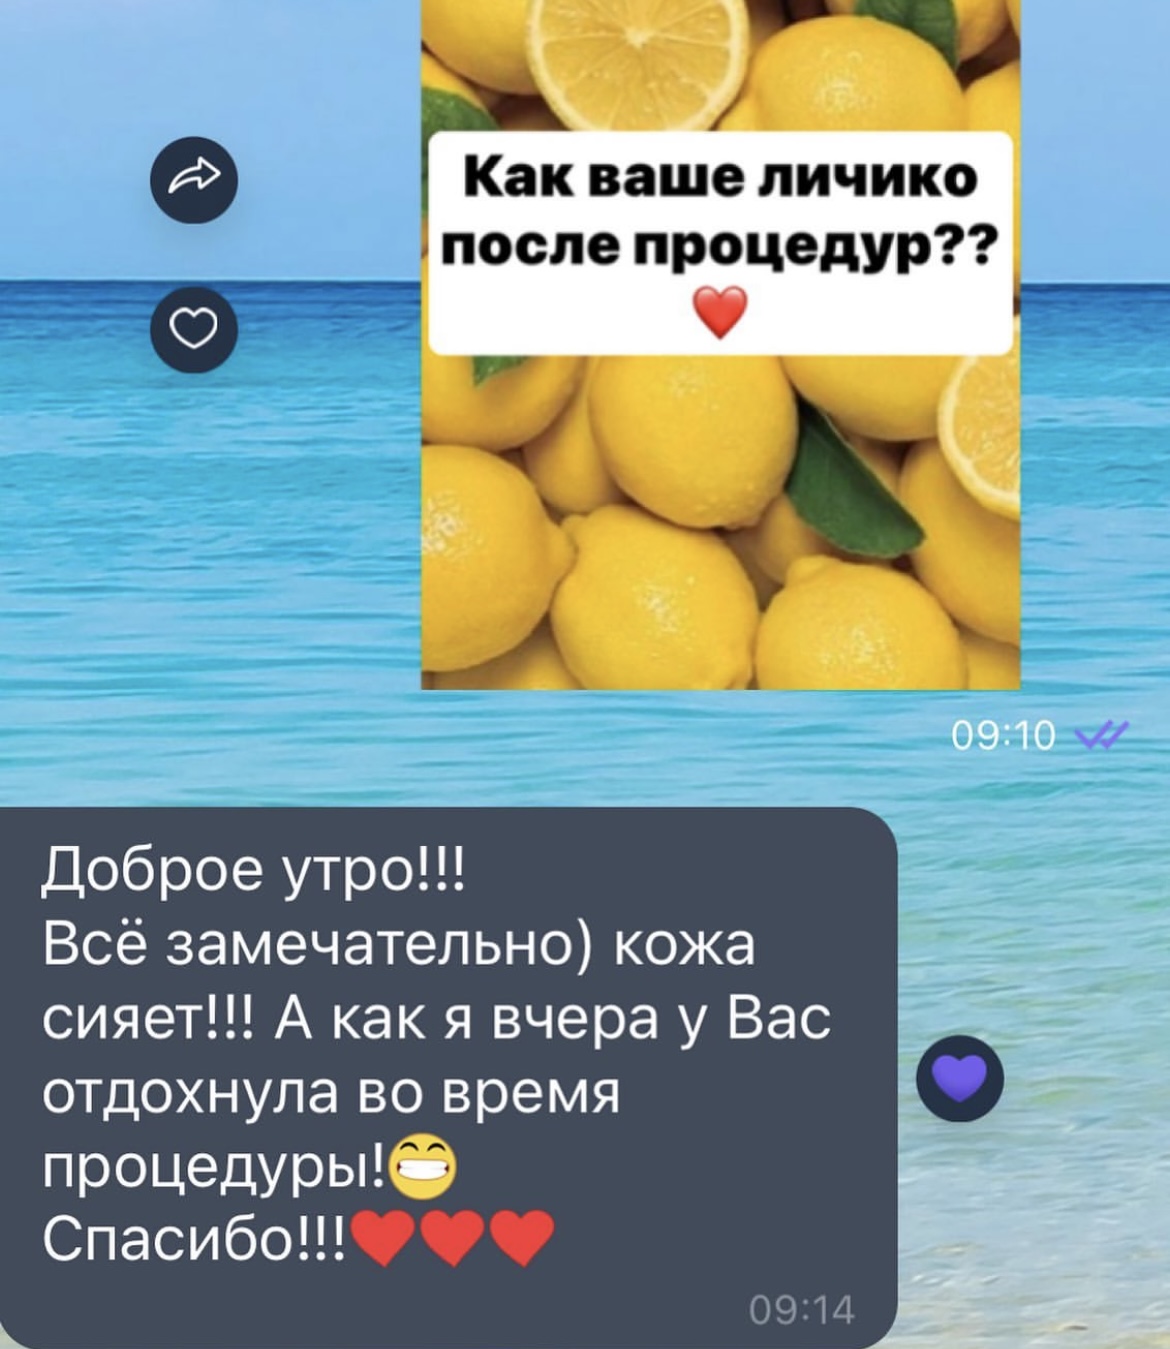 Как ваше личико
после процедур??
❤️
09:10
Доброе утро!!!
Всё замечательно) кожа
сияет!!! А как я вчера у Вас
отдохнула во время
процедуры!😁
Спасибо!!!❤️❤️❤️
09:14